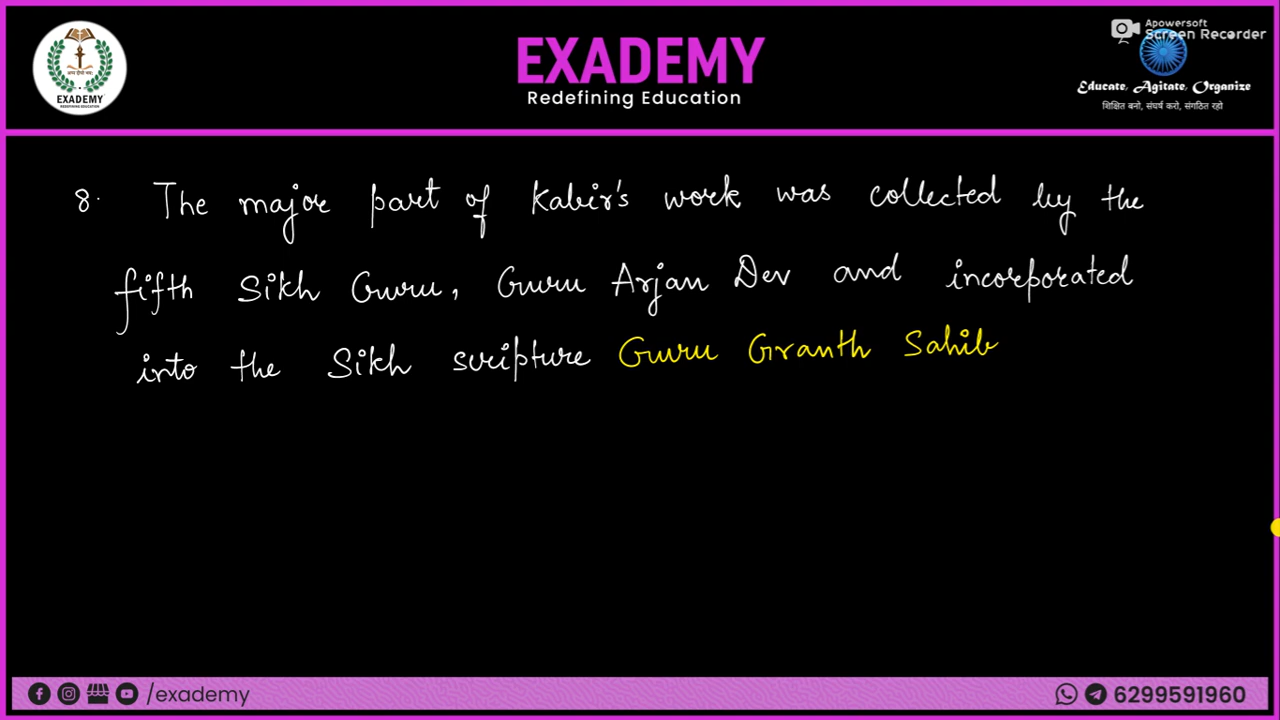 EXADEMY
REDEFINING EDUCATION
EXADEMY
Redefining Education
Apowersoft
Screen Recorder
Educate, Agitate, Organize
शिक्षित बनो, संघर्ष करो, संगठित रहो
8. The major part of Kabir's work was collected by the
fifth Sikh Guru, Guru Arjan Dev and incorporated
into the Sikh scripture Guru Granth Sahib
/exademy
6299591960